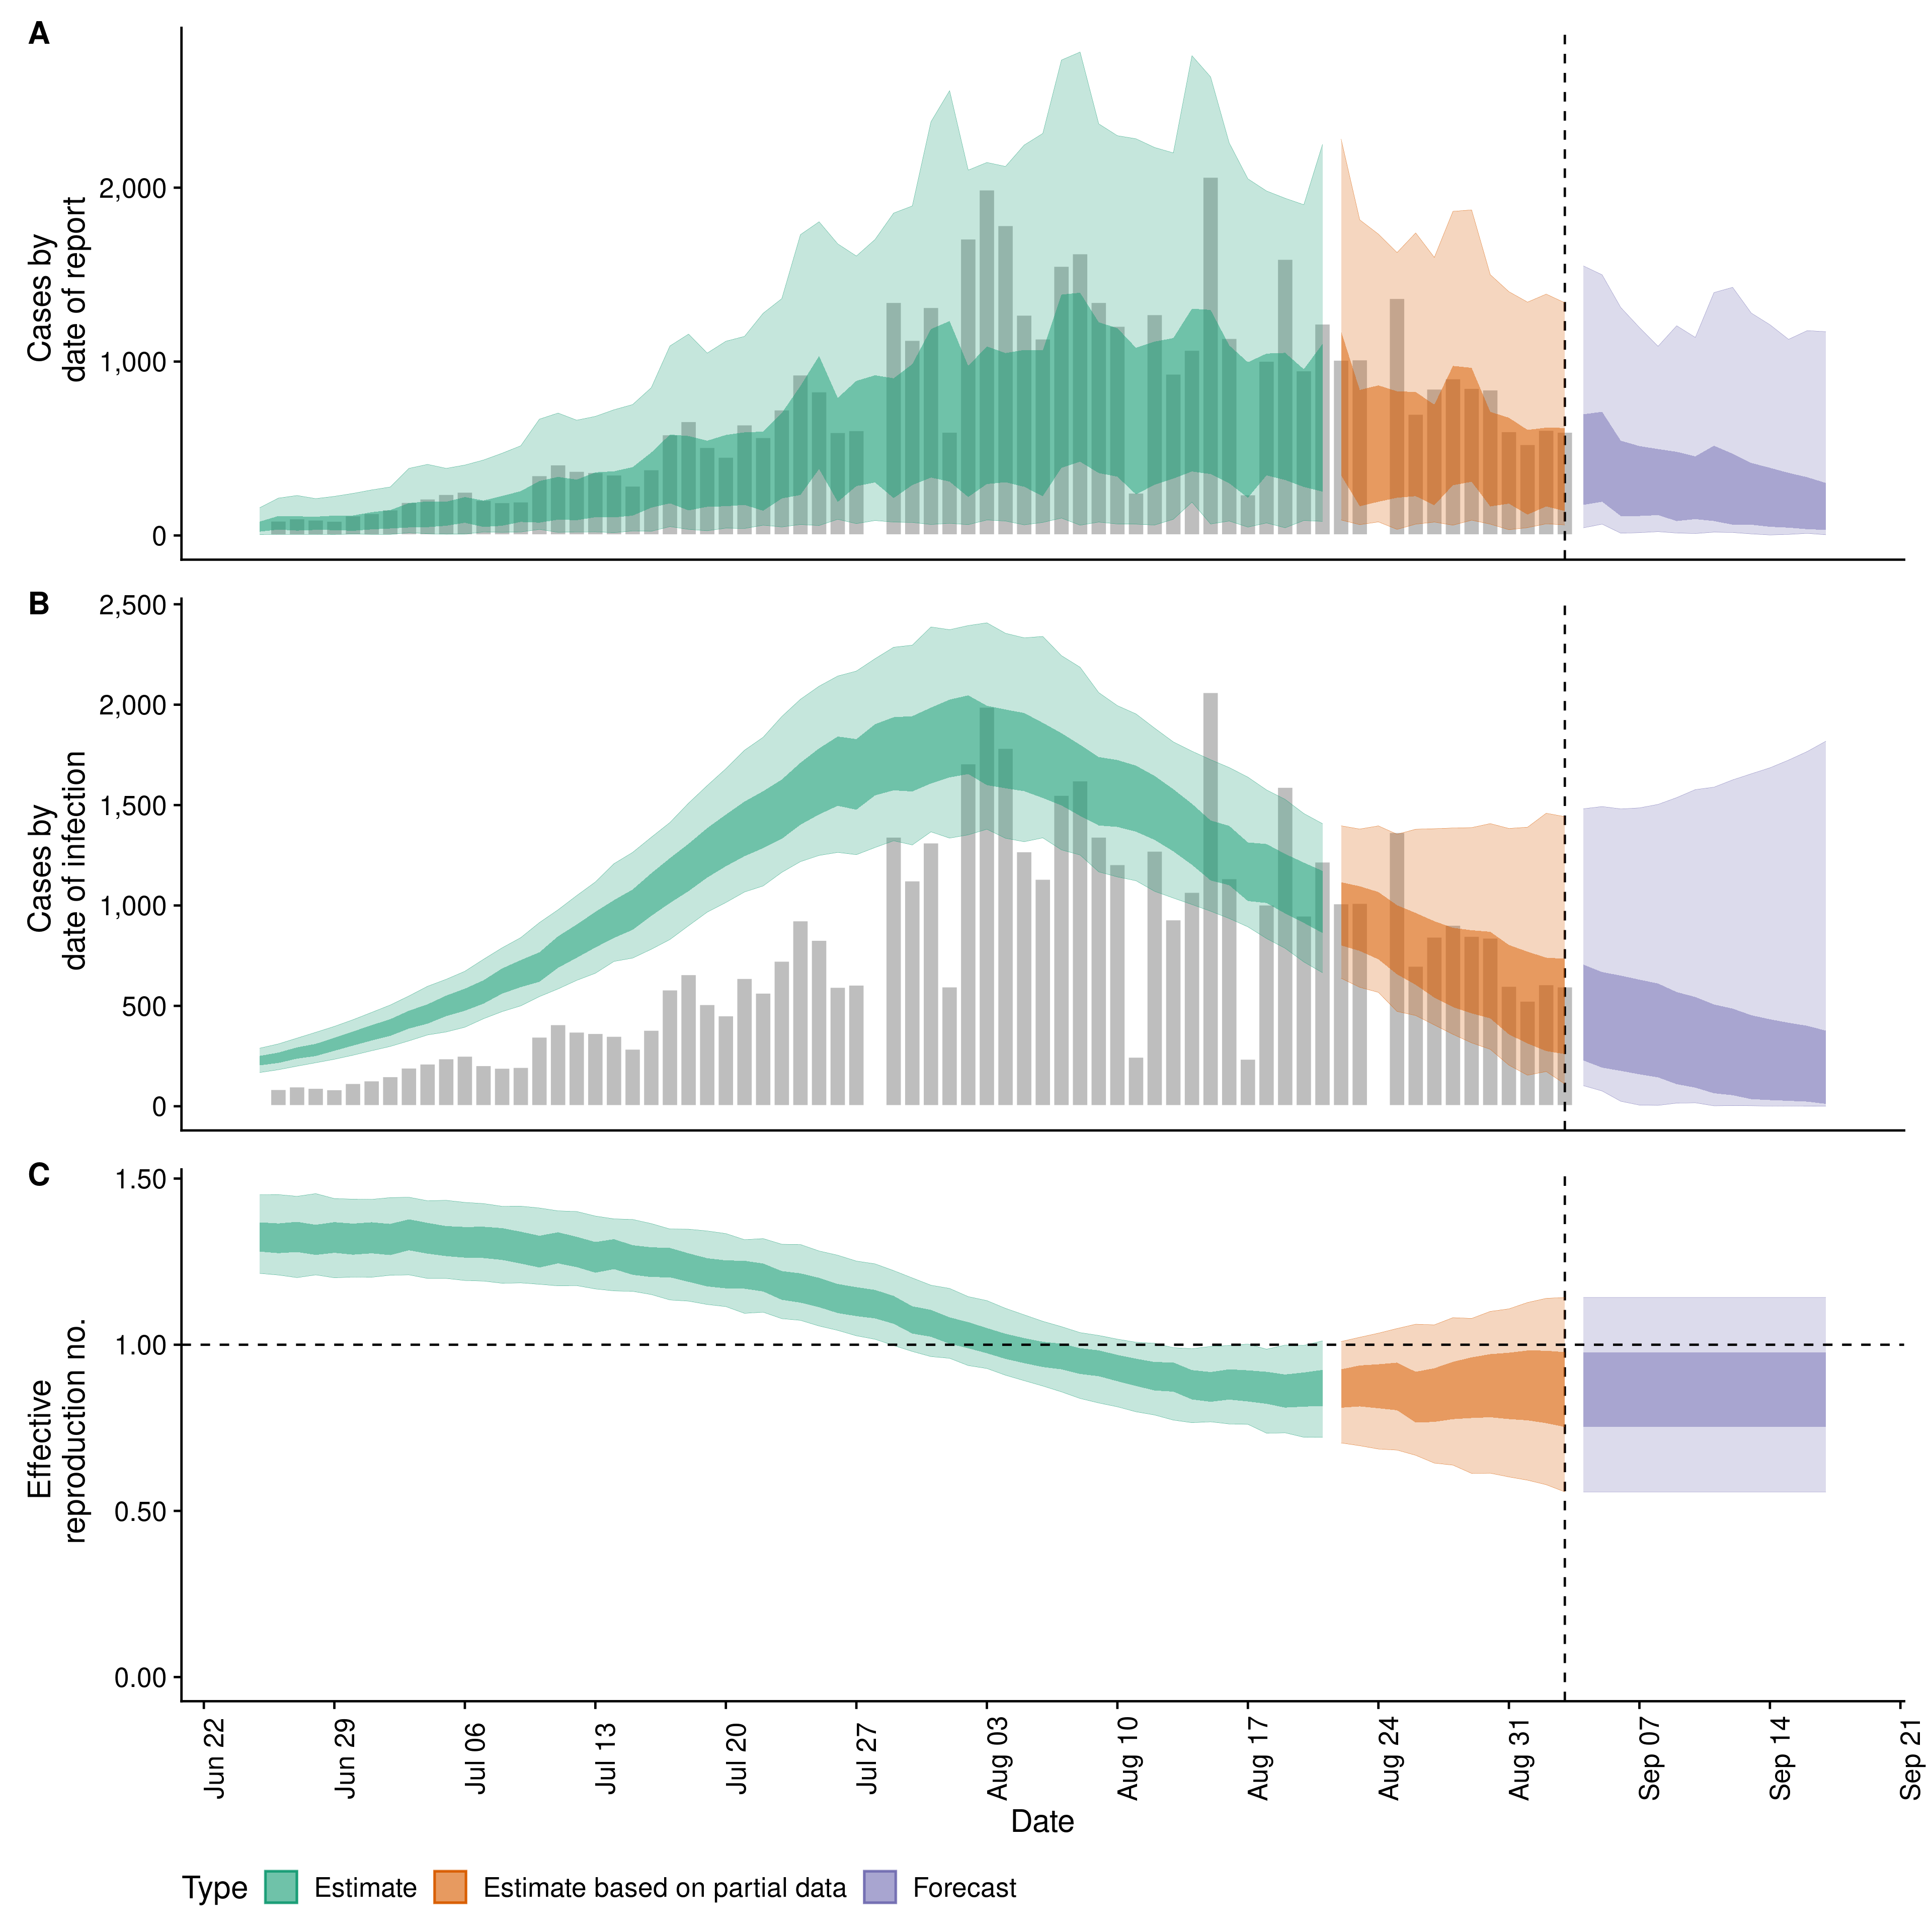 A
Cases by
date of report
2,000
1,000
0
B
Cases by
date of infection
2,500
2,000
1,500
1,000
500
0
C
Effective
reproduction no.
1.50
1.00
0.50
0.00
Jun 22
Jun 29
Jul 06
Jul 13
Jul 20
Jul 27
Aug 03
Aug 10
Aug 17
Aug 24
Aug 31
Sep 07
Sep 14
Sep 21
Date
Type Estimate Estimate based on partial data Forecast